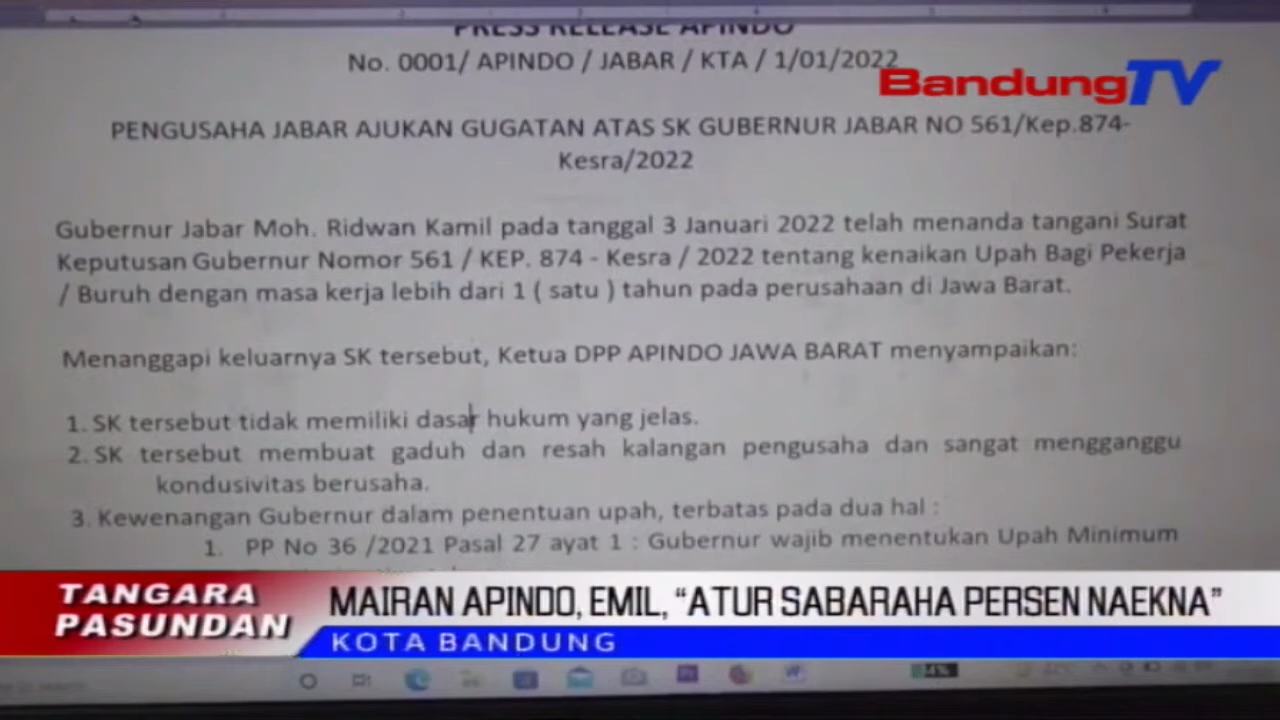 PRESS RELEASE APINDO
No. 0001/ APINDO / JABAR / KTA / 1/01/2022
BandungTV
PENGUSAHA JABAR AJUKAN GUGATAN ATAS SK GUBERNUR JABAR NO 561/Kep.874-
Kesra/2022
Gubernur Jabar Moh. Ridwan Kamil pada tanggal 3 Januari 2022 telah menanda tangani Surat
Keputusan Gubernur Nomor 561 / KEP. 874 - Kesra / 2022 tentang kenaikan Upah Bagi Pekerja
/ Buruh dengan masa kerja lebih dari 1 ( satu ) tahun pada perusahaan di Jawa Barat.
Menanggapi keluarnya SK tersebut, Ketua DPP APINDO JAWA BARAT menyampaikan:
1. SK tersebut tidak memiliki dasar hukum yang jelas.
2. SK tersebut membuat gaduh dan resah kalangan pengusaha dan sangat mengganggu
kondusivitas berusaha.
3. Kewenangan Gubernur dalam penentuan upah, terbatas pada dua hal :
1. PP No 36 /2021 Pasal 27 ayat 1 : Gubernur wajib menentukan Upah Minimum
TANGARA
PASUNDAN
MAIRAN APINDO, EMIL, “ATUR SABARAHA PERSEN NAEKNA”
KOTA BANDUNG